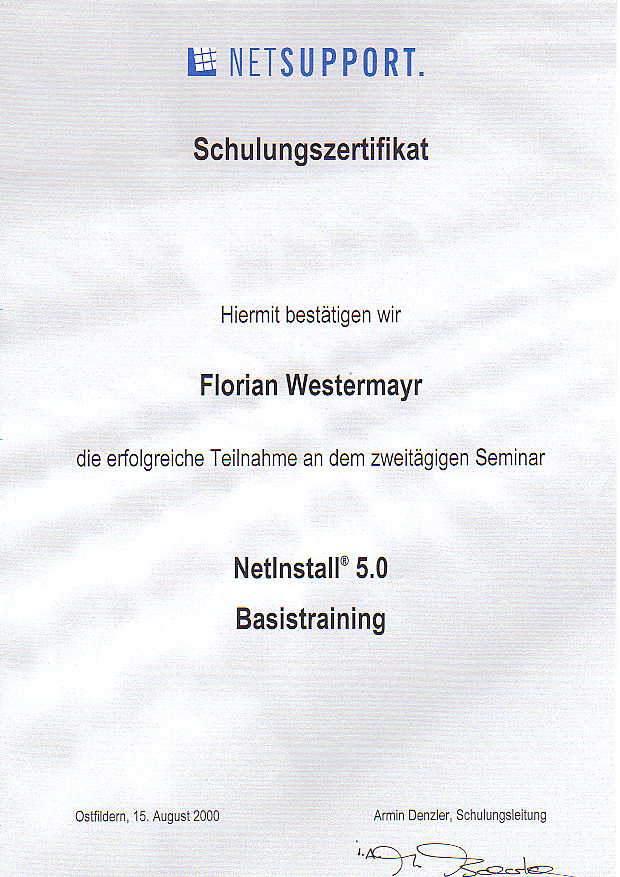 NETSUPPORT.
Schulungszertifikat
Hiermit bestätigen wir
Florian Westermayr
die erfolgreiche Teilnahme an dem zweitägigen Seminar
NetInstall® 5.0
Basistraining
Ostfildern, 15. August 2000
Armin Denzler, Schulungsleitung
i.A.